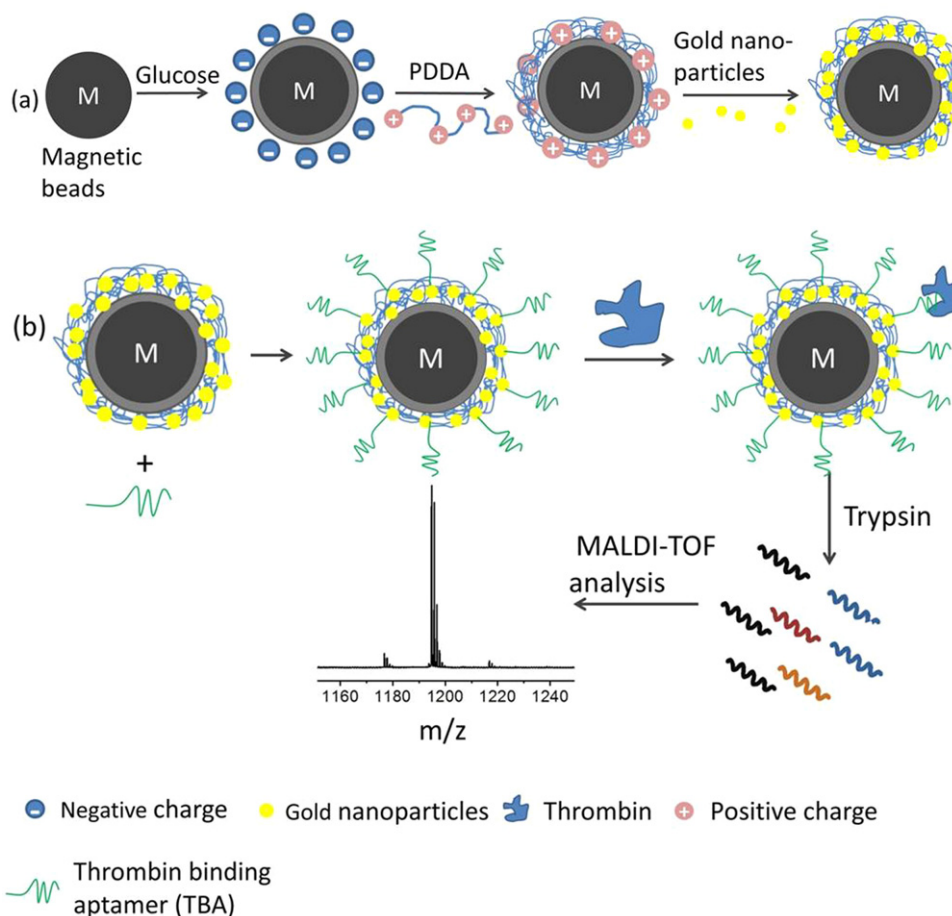 (a)
M
Magnetic
beads
Glucose
M
PDDA
M
Gold nano-
particles
M
(b)
M
+
M
M
Trypsin
MALDI-TOF
analysis
1160 1180 1200 1220 1240
m/z
Negative charge
Gold nanoparticles
Thrombin
Positive charge
Thrombin binding
aptamer (TBA)